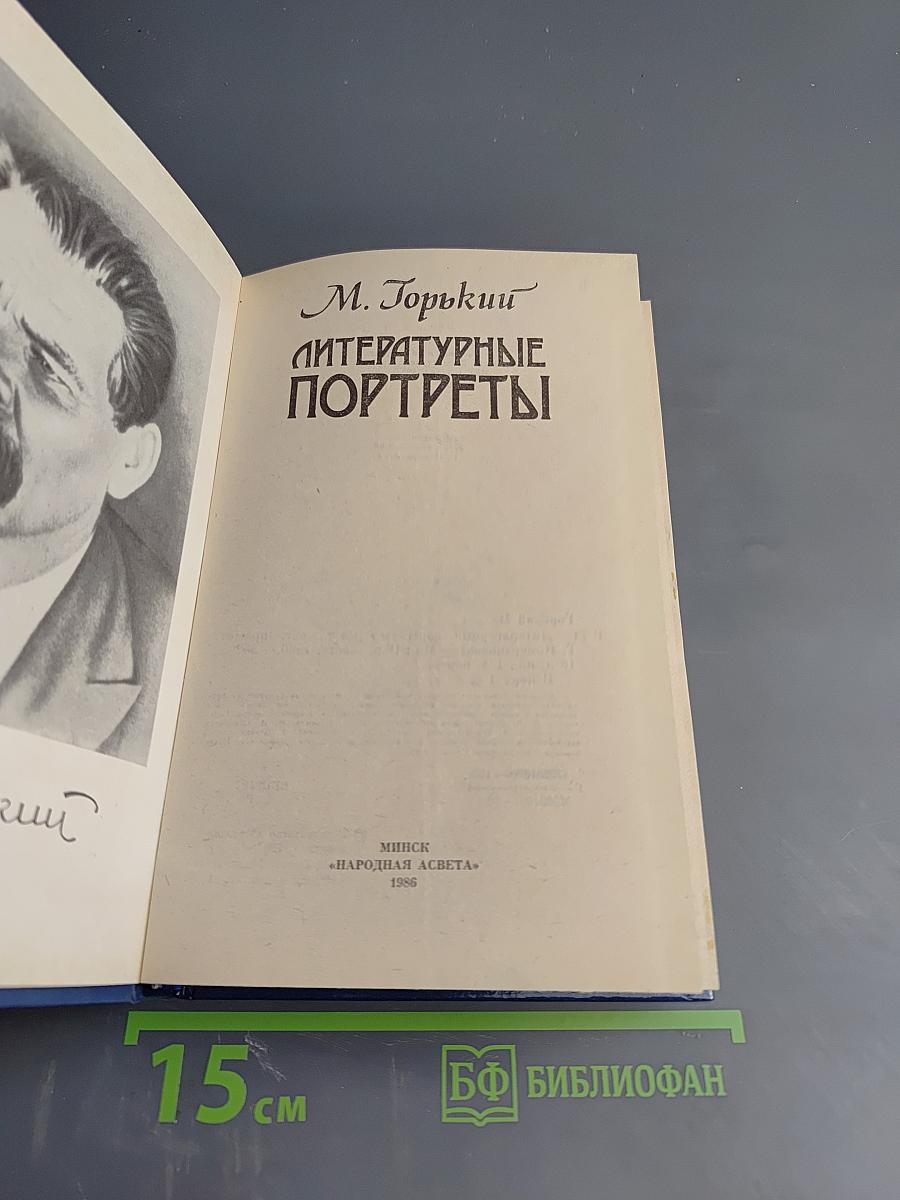 М. Горький
ЛИТЕРАТУРНЫЕ
ПОРТРЕТЫ
МИНСК
«НАРОДНАЯ АСВЕТА»
1986
15 см
БФ БИБЛИОФАН